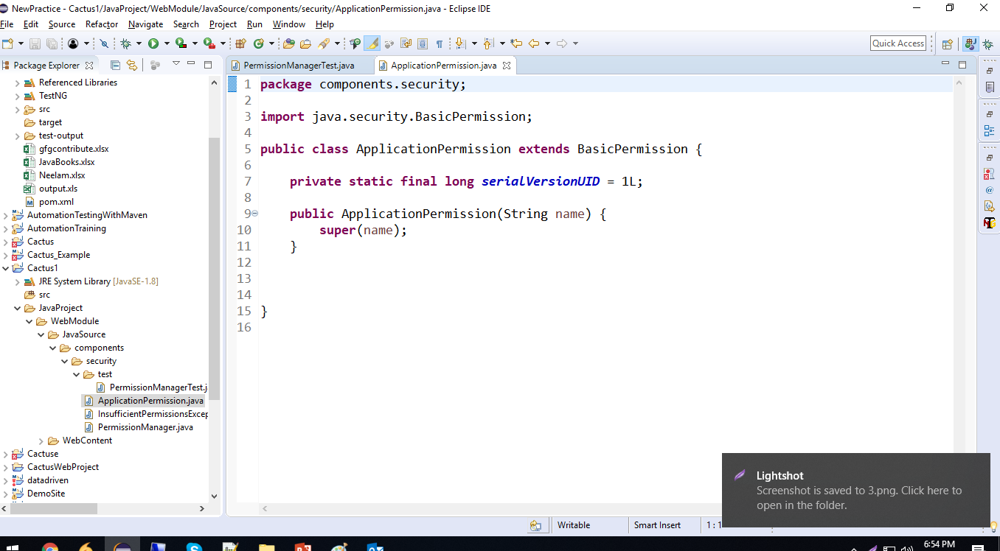 NewPractice - Cactus1/JavaProject/WebModule/JavaSource/components/security/ApplicationPermission.java - Eclipse IDE
File Edit Source Refactor Navigate Search Project Run Window Help
Quick Access
Package Explorer
Referenced Libraries
TestNG
src
target
test-output
gfgcontribute.xlsx
JavaBooks.xlsx
Neelam.xlsx
output.xls
pom.xml
AutomationTestingWithMaven
AutomationTraining
Cactus
Cactus_Example
Cactus1
JRE System Library [JavaSE-1.8]
src
JavaProject
WebModule
JavaSource
components
security
test
PermissionManagerTest.j
ApplicationPermission.java
InsufficientPermissionsExcep
PermissionManager.java
WebContent
Cactuse
CactusWebProject
datadriven
DemoSite
PermissionManagerTest.java ApplicationPermission.java
1 package components.security;
2
3 import java.security.BasicPermission;
4
5 public class ApplicationPermission extends BasicPermission {
6
7 private static final long serialVersionUID = 1L;
8
9 public ApplicationPermission(String name) {
10 super(name);
11 }
12
13
14
15 }
16
Lightshot
Screenshot is saved to 3.png. Click here to
open in the folder.
Writable Smart Insert 1 : 1
6:54 PM